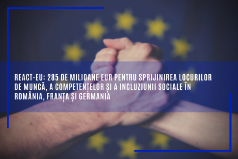 REACT-EU: 285 DE MILIOANE EUR PENTRU SPRIJINIREA LOCURILOR
DE MUNCĂ, A COMPETENȚELOR ȘI A INCLUZIUNII SOCIALE ÎN
ROMÂNIA, FRANȚA ȘI GERMANIA